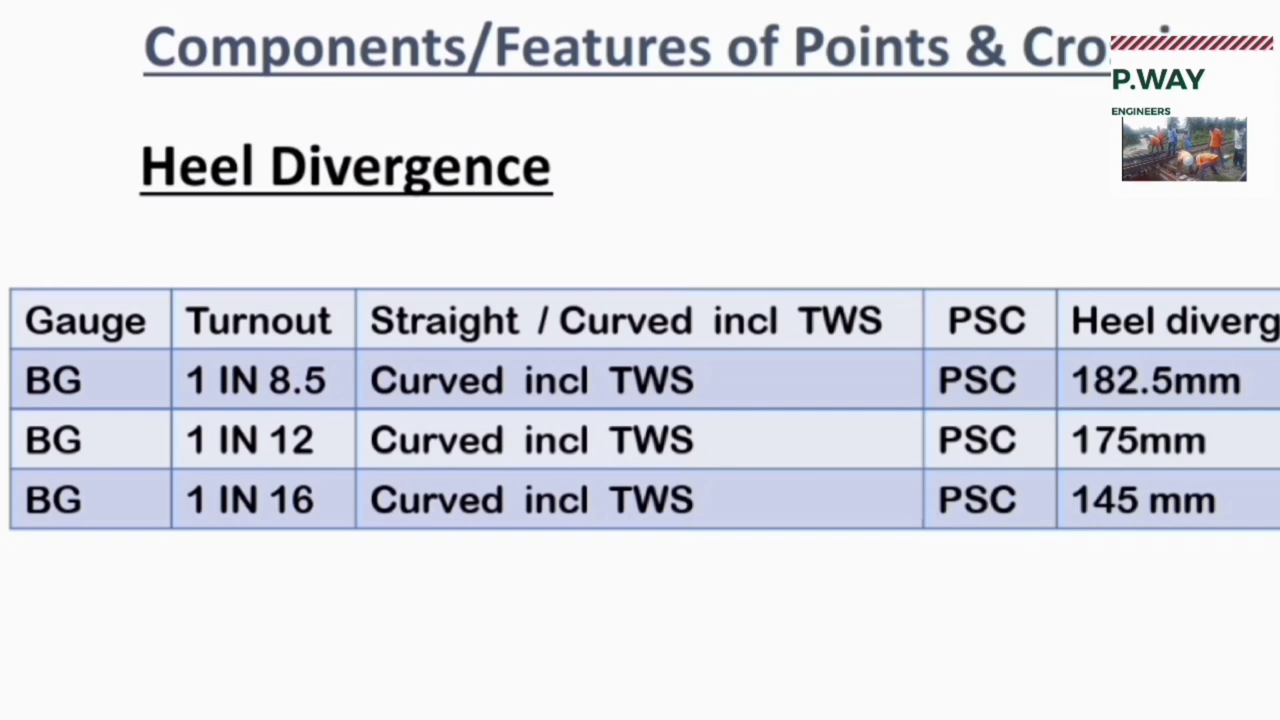 Components/Features of Points & Cro
P.WAY
ENGINEERS
Heel Divergence
Gauge Turnout Straight / Curved incl TWS PSC Heel diverg
BG 1 IN 8.5 Curved incl TWS PSC 182.5mm
BG 1 IN 12 Curved incl TWS PSC 175mm
BG 1 IN 16 Curved incl TWS PSC 145 mm